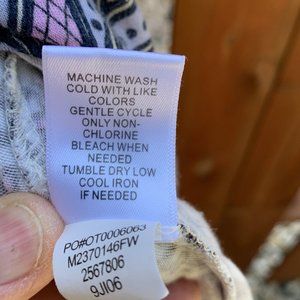 MACHINE WASH
COLD WITH LIKE
COLORS
GENTLE CYCLE
ONLY NON-
CHLORINE
BLEACH WHEN
NEEDED
TUMBLE DRY LOW
COOL IRON
IF NEEDED
PO#OT0006063
M2370146FW
2567806
9JI06